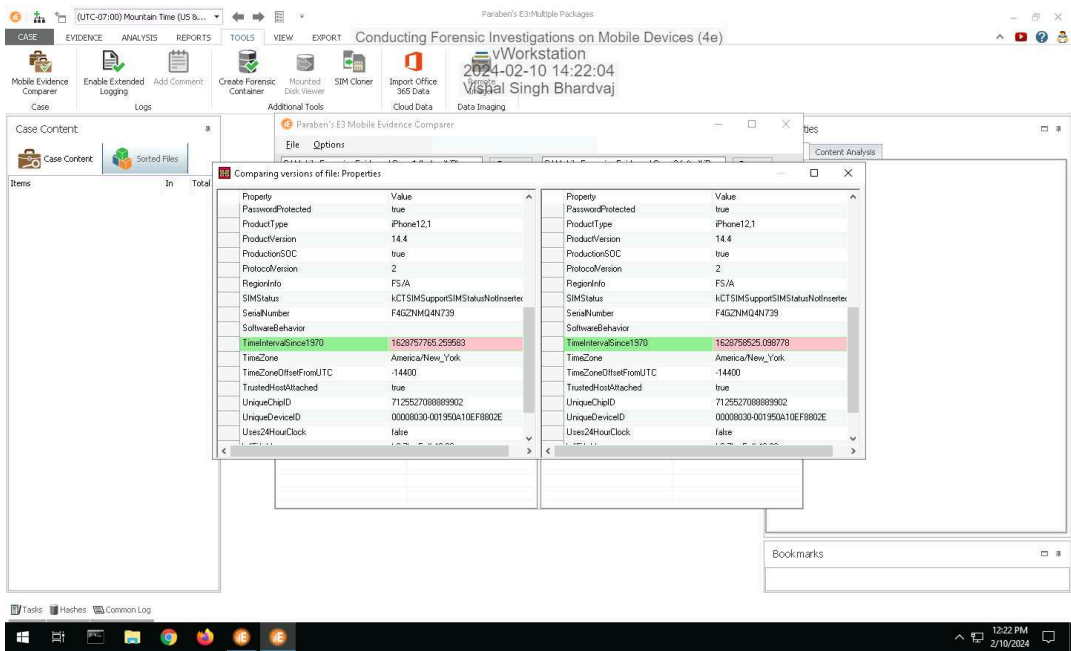 (UTC-07:00) Mountain Time (US &...
Paraben's E3:Multiple Packages
CASE EVIDENCE ANALYSIS REPORTS TOOLS VIEW EXPORT
Conducting Forensic Investigations on Mobile Devices (4e)
vWorkstation
2024-02-10 14:22:04
Vishal Singh Bhardvaj
Mobile Evidence Comparer
Enable Extended Logging
Add Comment
Create Forensic Container
Mounted Disk Viewer
SIM Cloner
Import Office 365 Data
Case Logs Additional Tools Cloud Data Data Imaging
Case Content
Case Content Sorted Files
Items In Total
Paraben's E3 Mobile Evidence Comparer
File Options
ties
Content Analysis
Comparing versions of file: Properties
Property Value Property Value
PasswordProtected true PasswordProtected true
ProductType iPhone12,1 ProductType iPhone12,1
ProductVersion 14.4 ProductVersion 14.4
ProductionSOC true ProductionSOC true
ProtocolVersion 2 ProtocolVersion 2
RegionInfo FS/A RegionInfo FS/A
SIMStatus kCTSIMSupportSIMStatusNotInserted SIMStatus kCTSIMSupportSIMStatusNotInserted
SerialNumber F4GZNMQ4N739 SerialNumber F4GZNMQ4N739
SoftwareBehavior SoftwareBehavior
TimeIntervalSince1970 1628757765.259583 TimeIntervalSince1970 1628758525.098778
TimeZone America/New_York TimeZone America/New_York
TimeZoneOffsetFromUTC -14400 TimeZoneOffsetFromUTC -14400
TrustedHostAttached true TrustedHostAttached true
UniqueChipID 7125527088889902 UniqueChipID 7125527088889902
UniqueDeviceID 00008030-001950A10EF8802E UniqueDeviceID 00008030-001950A10EF8802E
Uses24HourClock false Uses24HourClock false
Bookmarks
Tasks Hashes Common Log
12:22 PM
2/10/2024